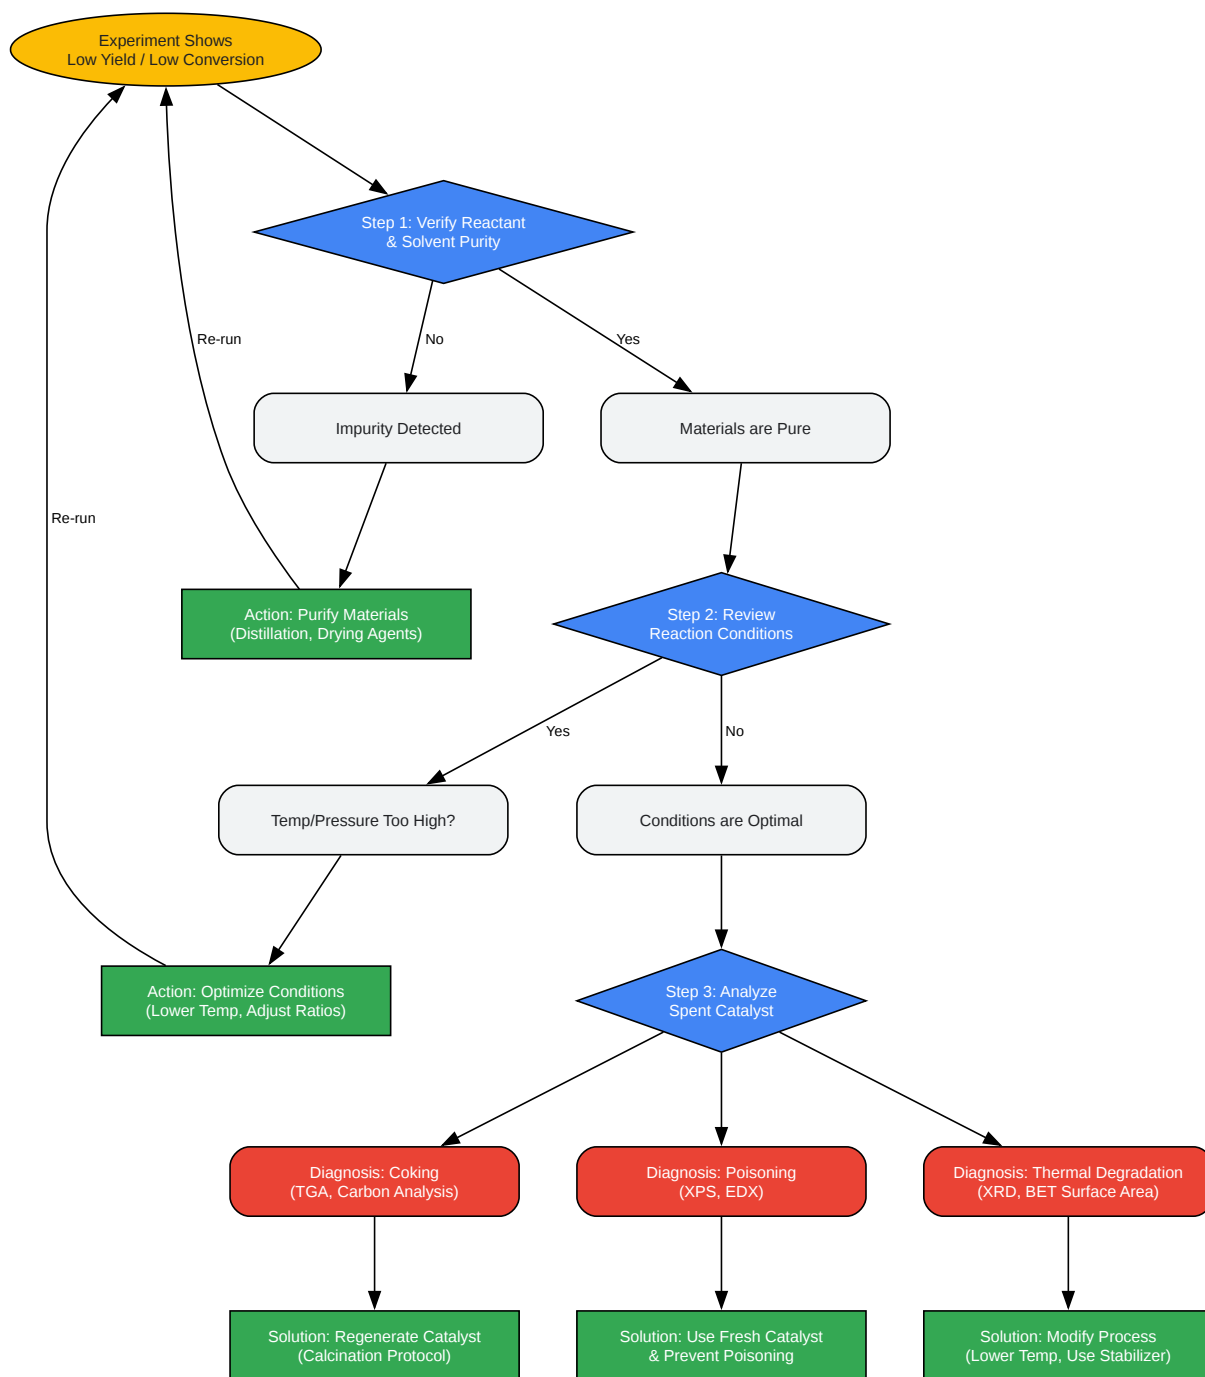 Experiment Shows
Low Yield / Low Conversion
Step 1: Verify Reactant
& Solvent Purity
Re-run
No
Yes
Impurity Detected
Materials are Pure
Re-run
Action: Purify Materials
(Distillation, Drying Agents)
Step 2: Review
Reaction Conditions
Yes
No
Temp/Pressure Too High?
Conditions are Optimal
Action: Optimize Conditions
(Lower Temp, Adjust Ratios)
Step 3: Analyze
Spent Catalyst
Diagnosis: Coking
(TGA, Carbon Analysis)
Diagnosis: Poisoning
(XPS, EDX)
Diagnosis: Thermal Degradation
(XRD, BET Surface Area)
Solution: Regenerate Catalyst
(Calcination Protocol)
Solution: Use Fresh Catalyst
& Prevent Poisoning
Solution: Modify Process
(Lower Temp, Use Stabilizer)